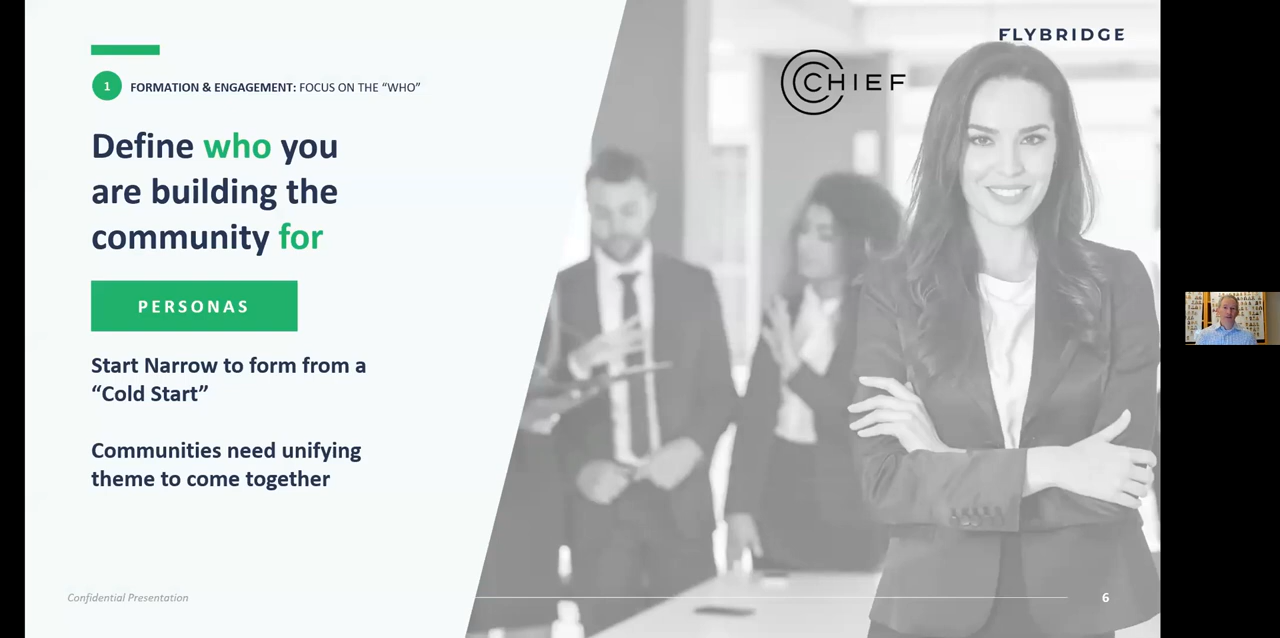 FLYBRIDGE
CHIEF
1
FORMATION & ENGAGEMENT: FOCUS ON THE “WHO”
Define who you
are building the
community for
PERSONAS
Start Narrow to form from a
“Cold Start”
Communities need unifying
theme to come together
Confidential Presentation
6